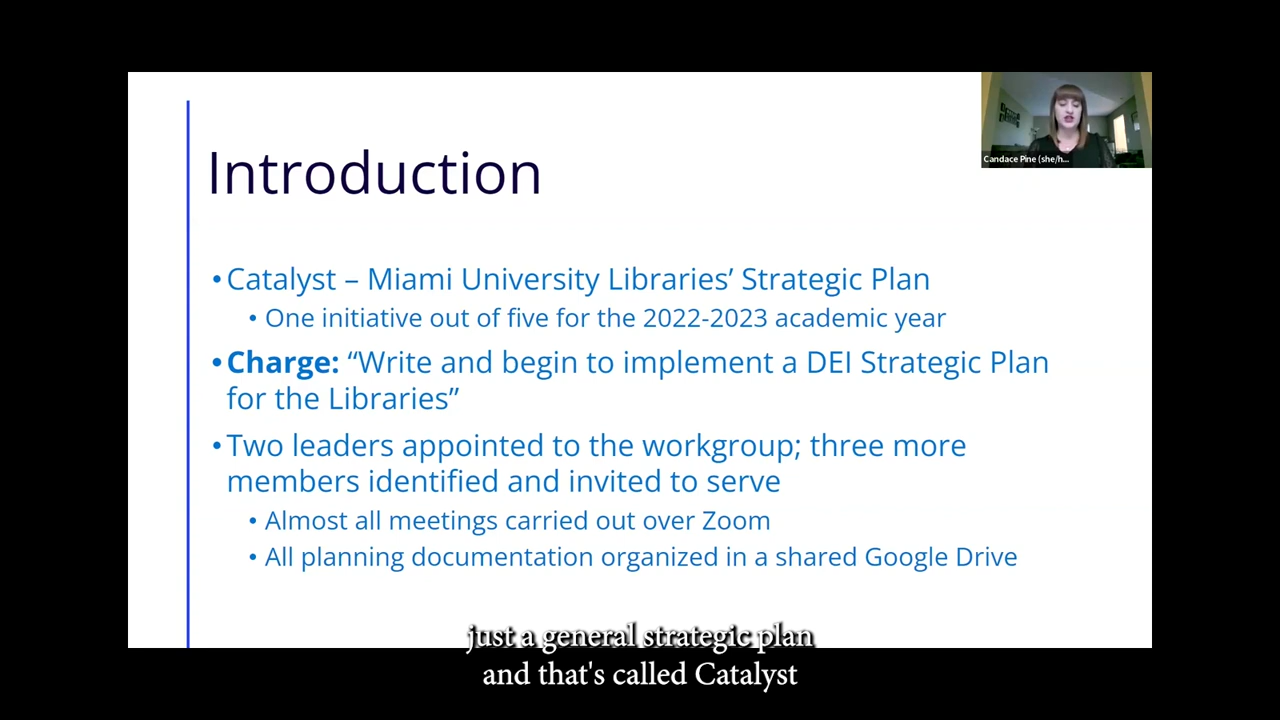 Candace Pine (she/h...
Introduction
• Catalyst – Miami University Libraries’ Strategic Plan
• One initiative out of five for the 2022-2023 academic year
• Charge: “Write and begin to implement a DEI Strategic Plan
for the Libraries”
• Two leaders appointed to the workgroup; three more
members identified and invited to serve
• Almost all meetings carried out over Zoom
• All planning documentation organized in a shared Google Drive
just a general strategic plan
and that's called Catalyst